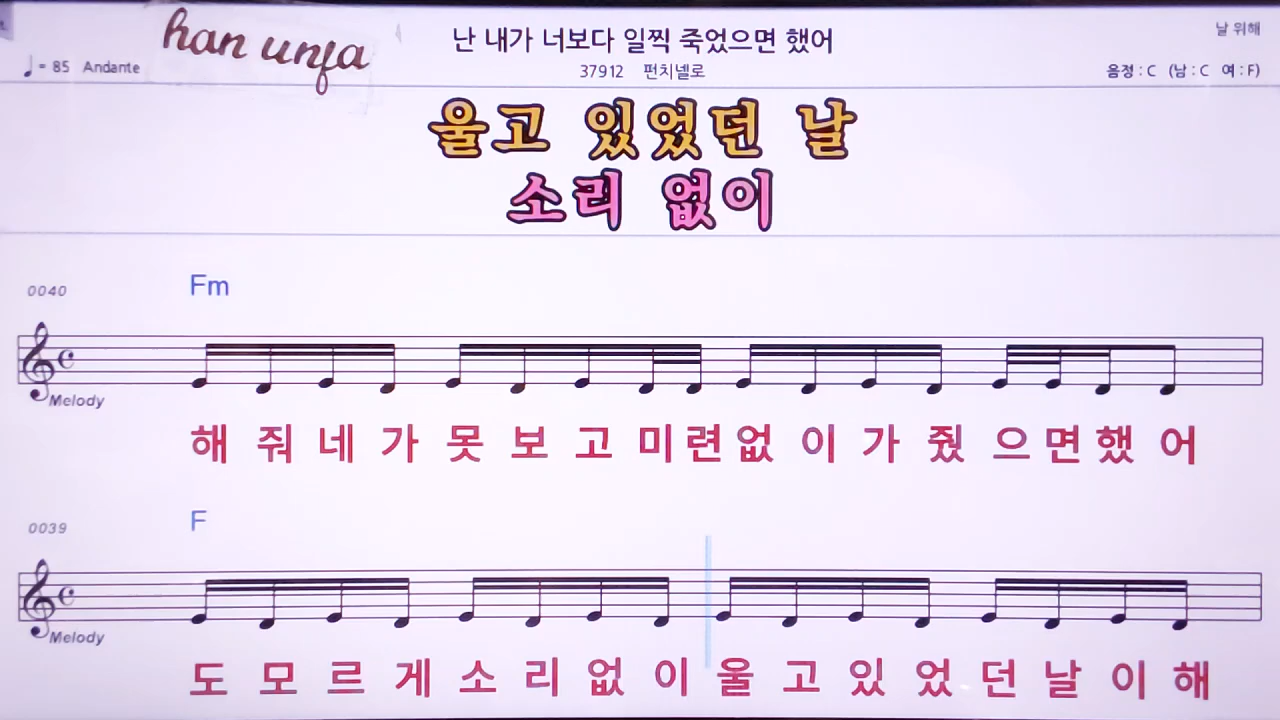 han unfa
난 내가 너보다 일찍 죽었으면 했어
날 위해
♩= 85 Andante
37912 펀치넬로
음정 : C (남 : C 여 : F)
울고 있었던 날
소리 없이
0040
Fm
Melody
해 줘 네 가 못 보 고 미 련 없 이 가 줬 으 면 했 어
0039
F
Melody
도 모 르 게 소 리 없 이 울 고 있 었 던 날 이 해